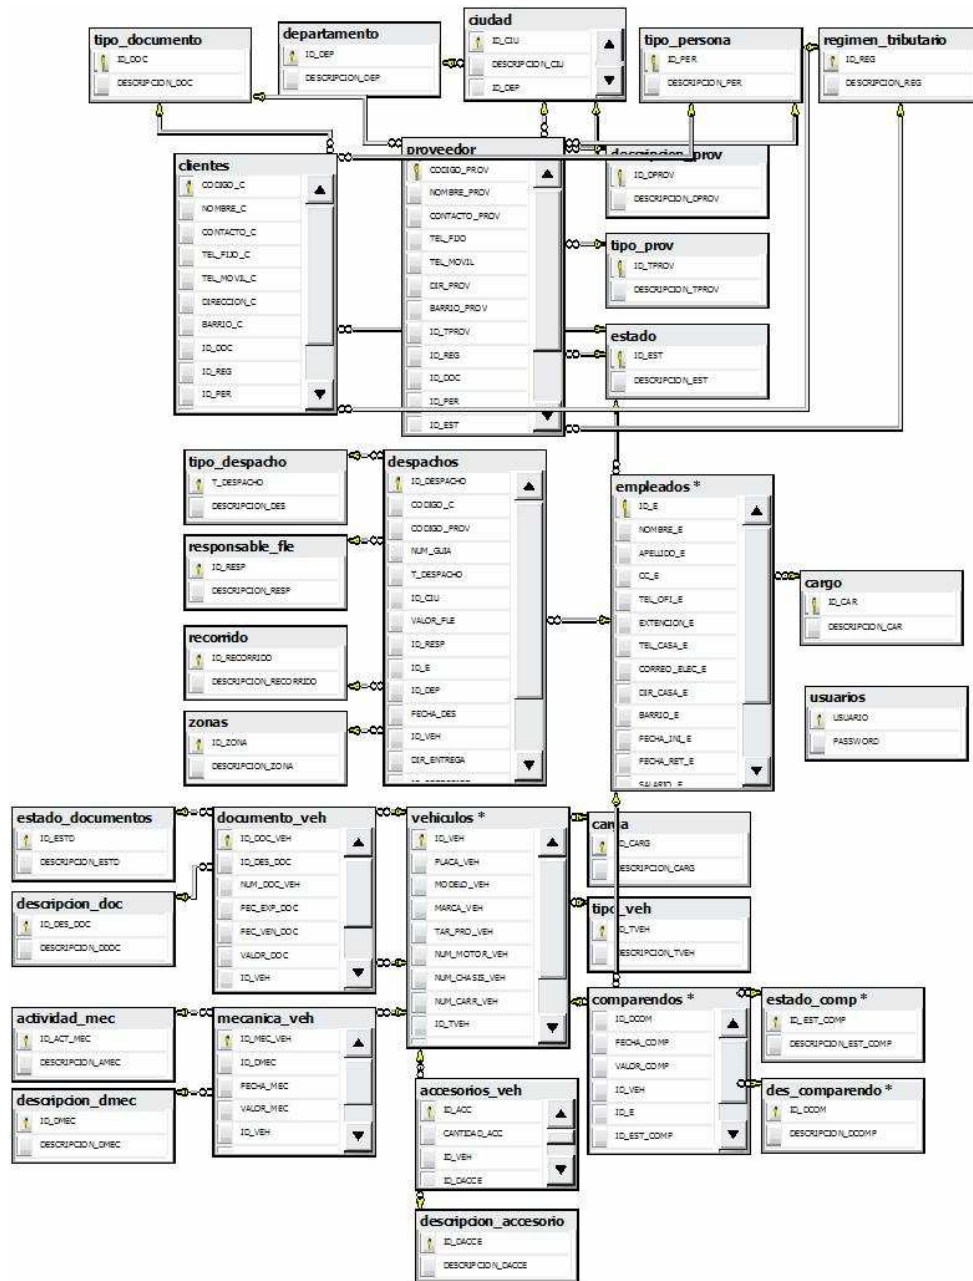 tipo_documento
ID_DOC
DESCRIPCION_DOC
departamento
ID_DEP
DESCRIPCION_DEP
ciudad
ID_CIU
DESCRIPCION_CIU
ID_DEP
tipo_persona
ID_PER
DESCRIPCION_PER
regimen_tributario
ID_REG
DESCRIPCION_REG
clientes
CODIGO_C
NOMBRE_C
CONTACTO_C
TEL_FIJO_C
TEL_MOVIL_C
DIRECCION_C
BARRIO_C
ID_DOC
ID_REG
ID_PER
proveedor
CODIGO_PROV
NOMBRE_PROV
CONTACTO_PROV
TEL_FIJO
TEL_MOVIL
DIR_PROV
BARRIO_PROV
ID_TPROV
ID_REG
ID_DOC
ID_PER
ID_EST
descripcion_prov
ID_DPROV
DESCRIPCION_DPROV
tipo_prov
ID_TPROV
DESCRIPCION_TPROV
estado
ID_EST
DESCRIPCION_EST
tipo_despacho
T_DESPACHO
DESCRIPCION_DES
responsable_fle
ID_RESP
DESCRIPCION_RESP
recorrido
ID_RECORRIDO
DESCRIPCION_RECORRIDO
zonas
ID_ZONA
DESCRIPCION_ZONA
despachos
ID_DESPACHO
CODIGO_C
CODIGO_PROV
NUM_GUIA
T_DESPACHO
ID_CIU
VALOR_FLE
ID_RESP
ID_E
ID_DEP
FECHA_DES
ID_VEH
DIR_ENTREGA
empleados *
ID_E
NOMBRE_E
APELLIDO_E
CC_E
TEL_OFI_E
EXTENCION_E
TEL_CASA_E
CORREO_ELEC_E
DIR_CASA_E
BARRIO_E
FECHA_INI_E
FECHA_RET_E
SALARIO_E
cargo
ID_CAR
DESCRIPCION_CAR
usuarios
USUARIO
PASSWORD
estado_documentos
ID_ESTD
DESCRIPCION_ESTD
descripcion_doc
ID_DES_DOC
DESCRIPCION_DDOC
documento_veh
ID_DOC_VEH
ID_DES_DOC
NUM_DOC_VEH
FEC_EXP_DOC
FEC_VEN_DOC
VALOR_DOC
ID_VEH
vehiculos *
ID_VEH
PLACA_VEH
MODELO_VEH
MARCA_VEH
TAR_PRO_VEH
NUM_MOTOR_VEH
NUM_CHASIS_VEH
NUM_CARR_VEH
ID_TVEH
carga
ID_CARG
DESCRIPCION_CARG
tipo_veh
ID_TVEH
DESCRIPCION_TVEH
actividad_mec
ID_ACT_MEC
DESCRIPCION_AMEC
descripcion_dmec
ID_DMEC
DESCRIPCION_DMEC
mecanica_veh
ID_MEC_VEH
ID_DMEC
FECHA_MEC
VALOR_MEC
ID_VEH
comparendos *
ID_DCOM
FECHA_COMP
VALOR_COMP
ID_VEH
ID_E
ID_EST_COMP
estado_comp *
ID_EST_COMP
DESCRIPCION_EST_COMP
des_comparendo *
ID_DCOM
DESCRIPCION_DCOMP
accesorios_veh
ID_ACC
CANTIDAD_ACC
ID_VEH
ID_DACCE
descripcion_accesorio
ID_DACCE
DESCRIPCION_DACCE